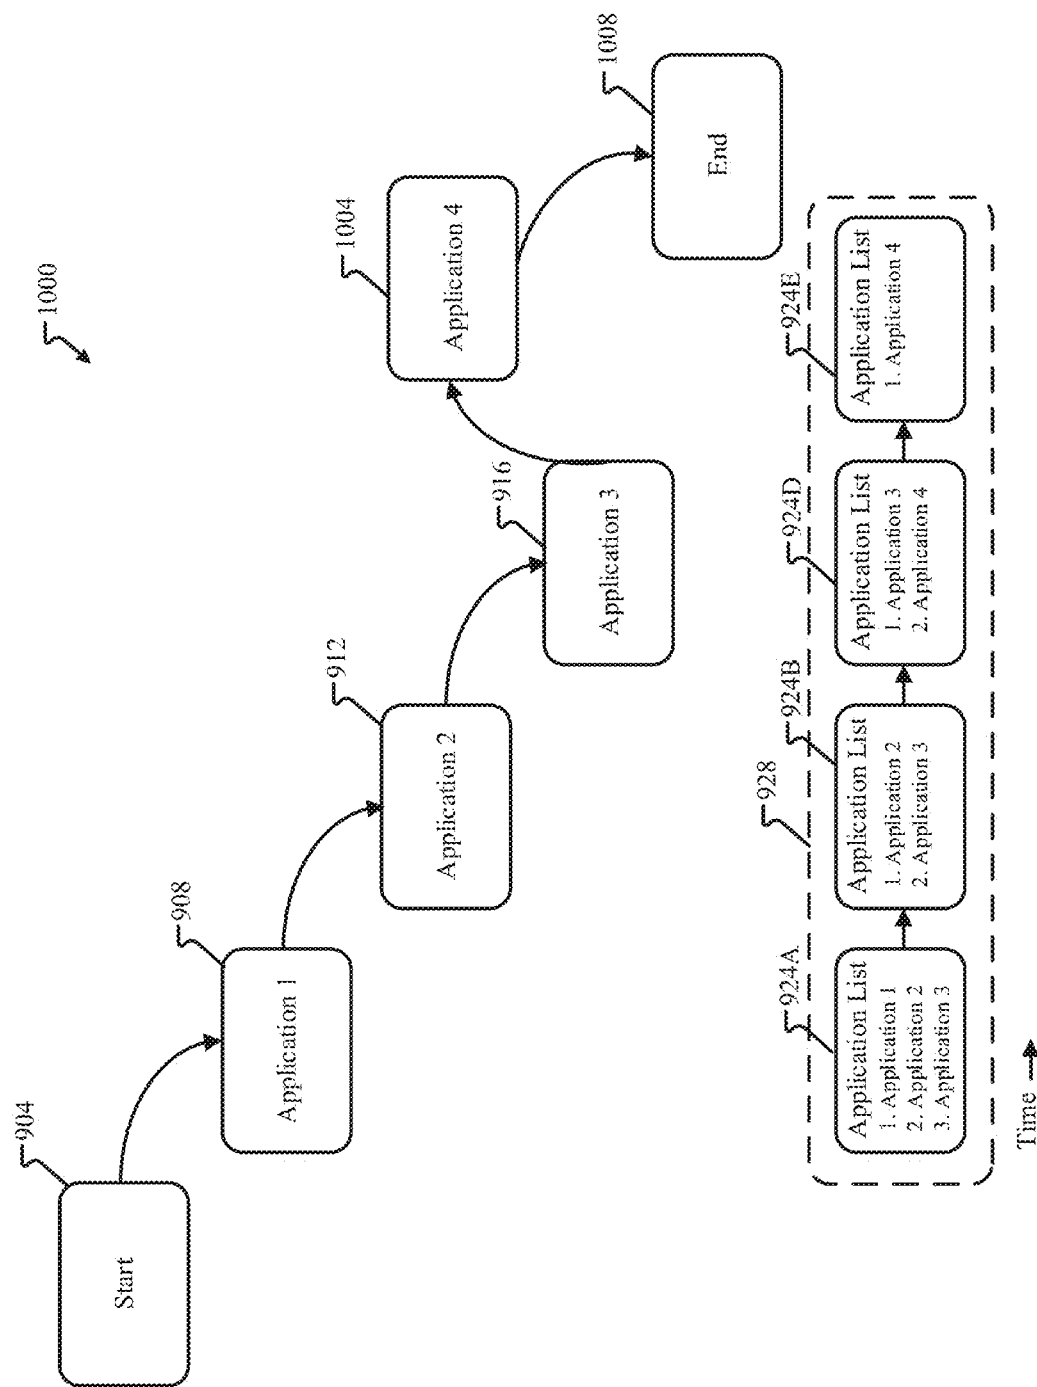 1000
904
Start
908
Application 1
912
Application 2
916
Application 3
1004
Application 4
1008
End
928
924A
Application List
1. Application 1
2. Application 2
3. Application 3
924B
Application List
1. Application 2
2. Application 3
924D
Application List
1. Application 3
2. Application 4
924E
Application List
1. Application 4
Time